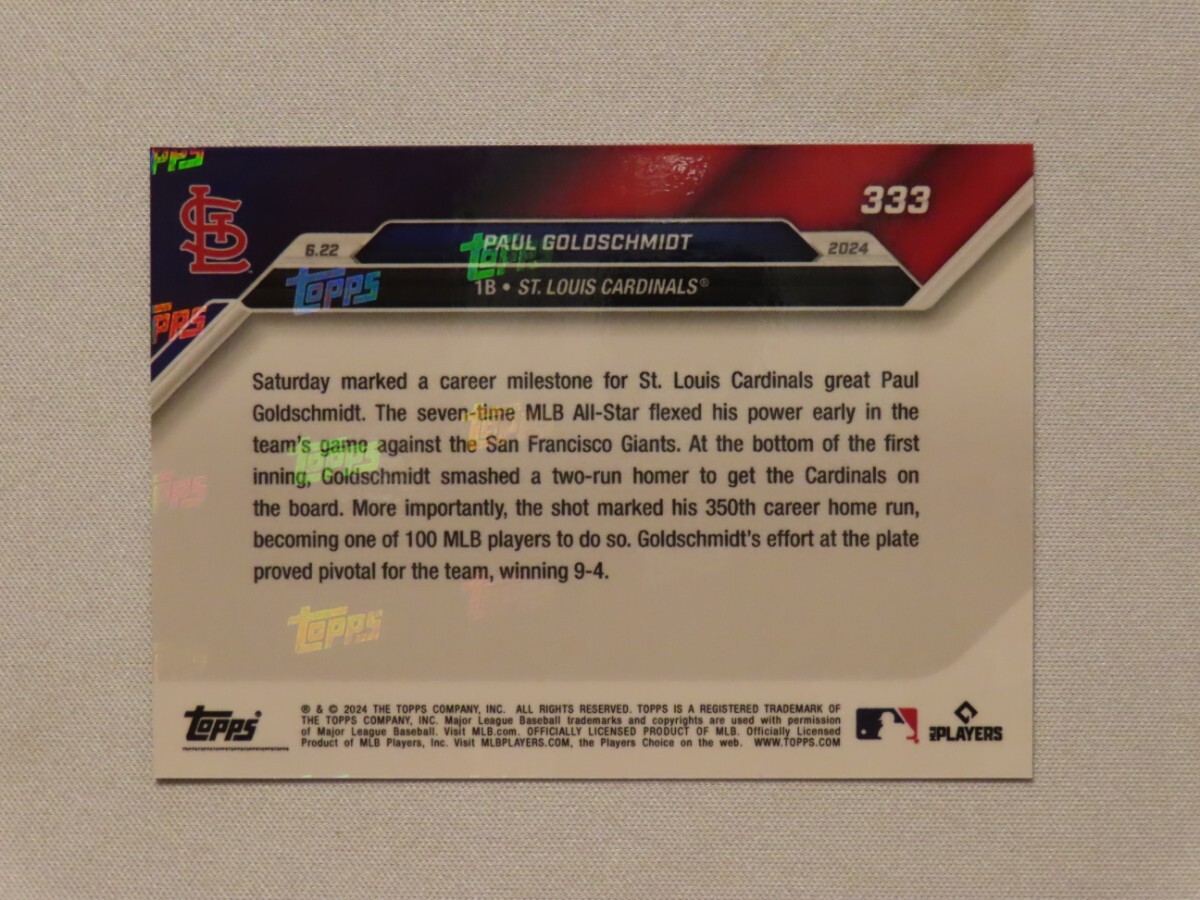 333
6.22
PAUL GOLDSCHMIDT
2024
1B • ST. LOUIS CARDINALS®
Saturday marked a career milestone for St. Louis Cardinals great Paul
Goldschmidt. The seven-time MLB All-Star flexed his power early in the
team's game against the San Francisco Giants. At the bottom of the first
inning, Goldschmidt smashed a two-run homer to get the Cardinals on
the board. More importantly, the shot marked his 350th career home run,
becoming one of 100 MLB players to do so. Goldschmidt's effort at the plate
proved pivotal for the team, winning 9-4.
topps
topps
topps
topps
topps
topps
® & © 2024 THE TOPPS COMPANY, INC. ALL RIGHTS RESERVED. TOPPS IS A REGISTERED TRADEMARK OF
THE TOPPS COMPANY, INC. Major League Baseball trademarks and copyrights are used with permission
of Major League Baseball. Visit MLB.com. OFFICIALLY LICENSED PRODUCT OF MLB. Officially Licensed
Product of MLB Players, Inc. Visit MLBPLAYERS.COM, the Players Choice on the web. WWW.TOPPS.COM
PLAYERS